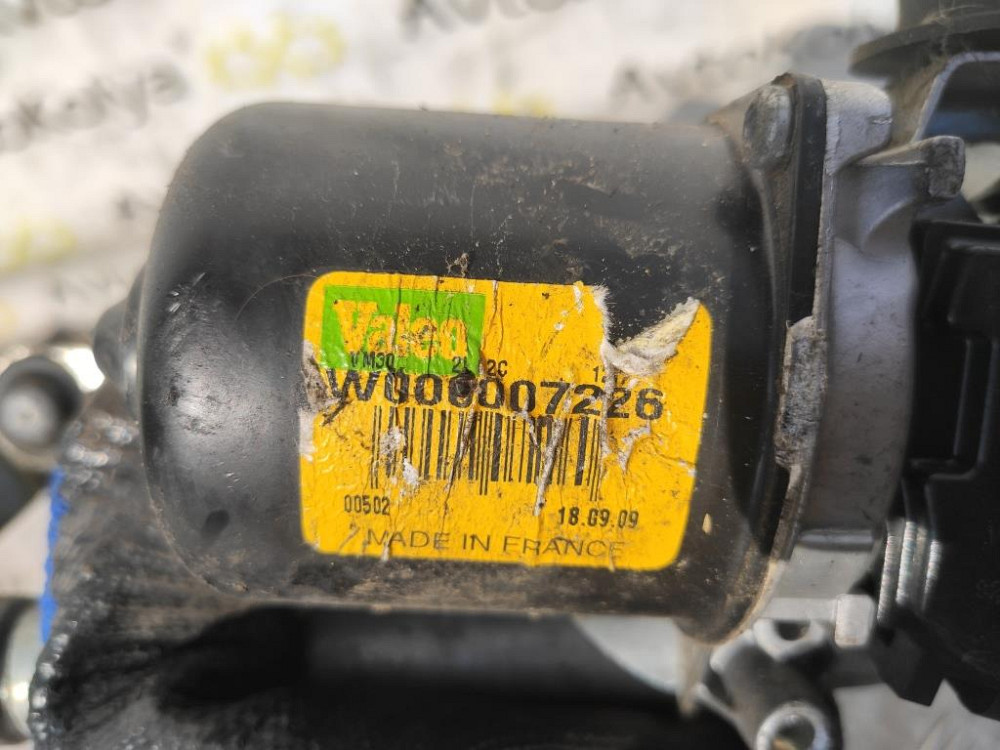 Valeo
W000007226
00502
18.09.09
MADE IN FRANCE